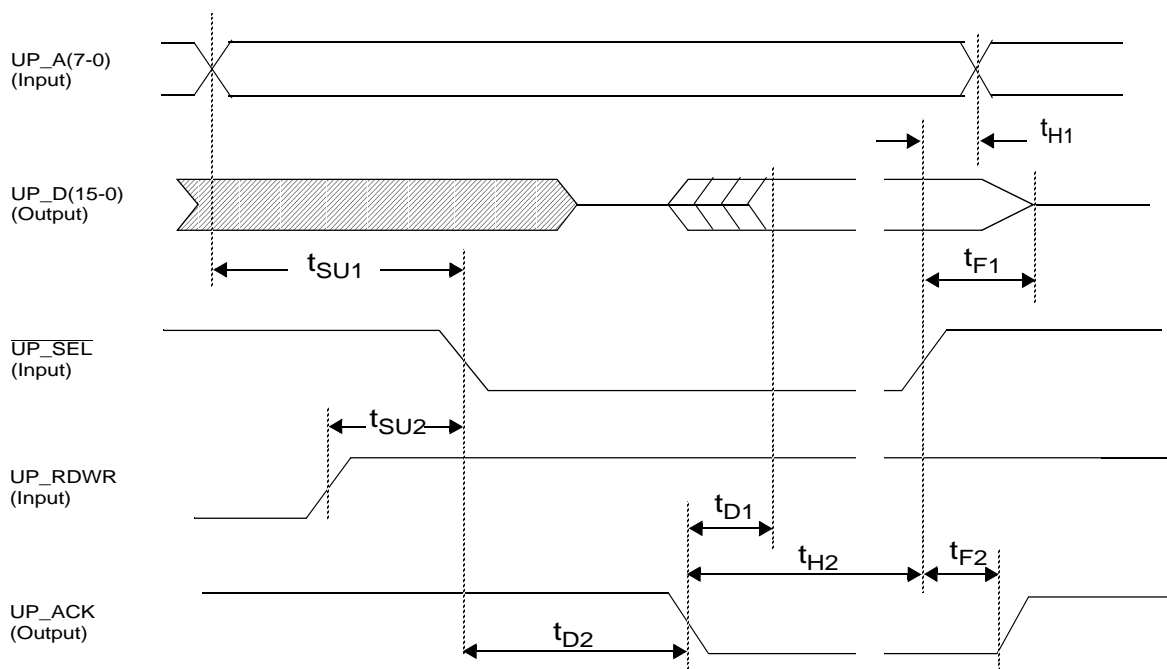 UP_A(7-0)
(Input)
tH1
UP_D(15-0)
(Output)
tSU1
tF1
UP_SEL
(Input)
tSU2
UP_RDWR
(Input)
tD1
tH2
tF2
UP_ACK
(Output)
tD2